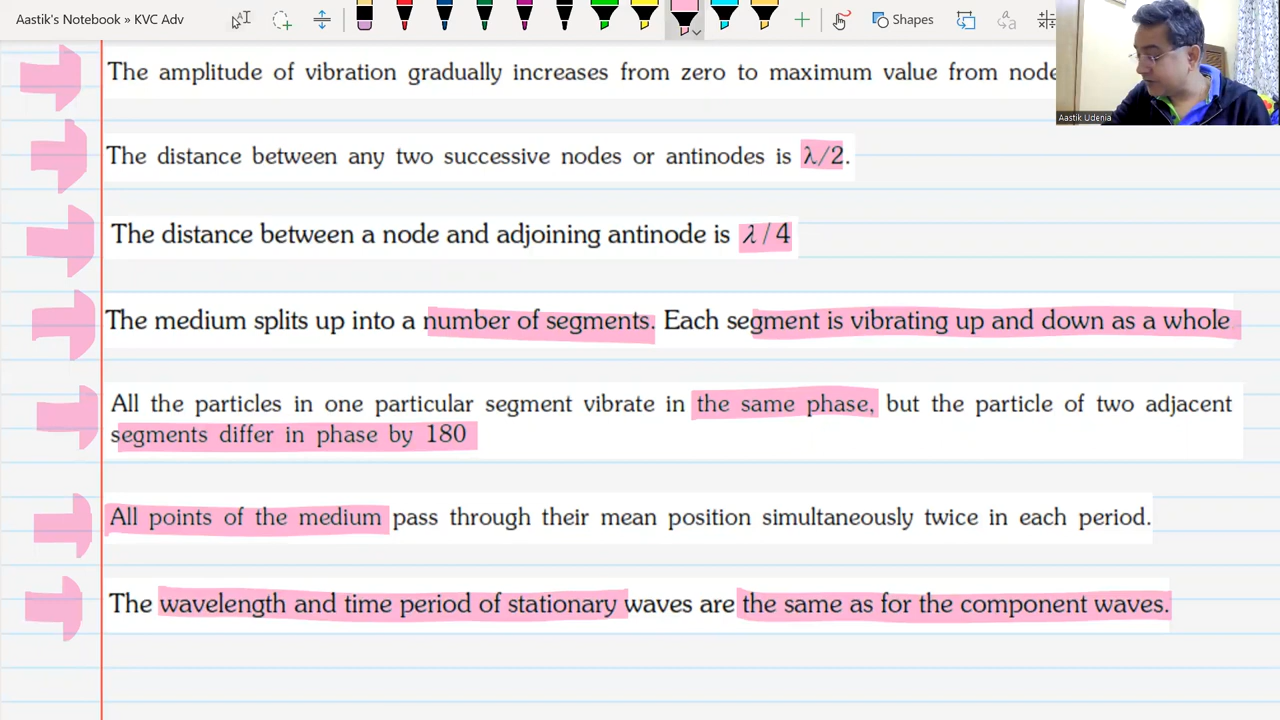 Aastik's Notebook » KVC Adv
Shapes
The amplitude of vibration gradually increases from zero to maximum value from node
Aastik Udenia
The distance between any two successive nodes or antinodes is λ/2.
The distance between a node and adjoining antinode is λ / 4
The medium splits up into a number of segments. Each segment is vibrating up and down as a whole
All the particles in one particular segment vibrate in the same phase, but the particle of two adjacent
segments differ in phase by 180
All points of the medium pass through their mean position simultaneously twice in each period.
The wavelength and time period of stationary waves are the same as for the component waves.